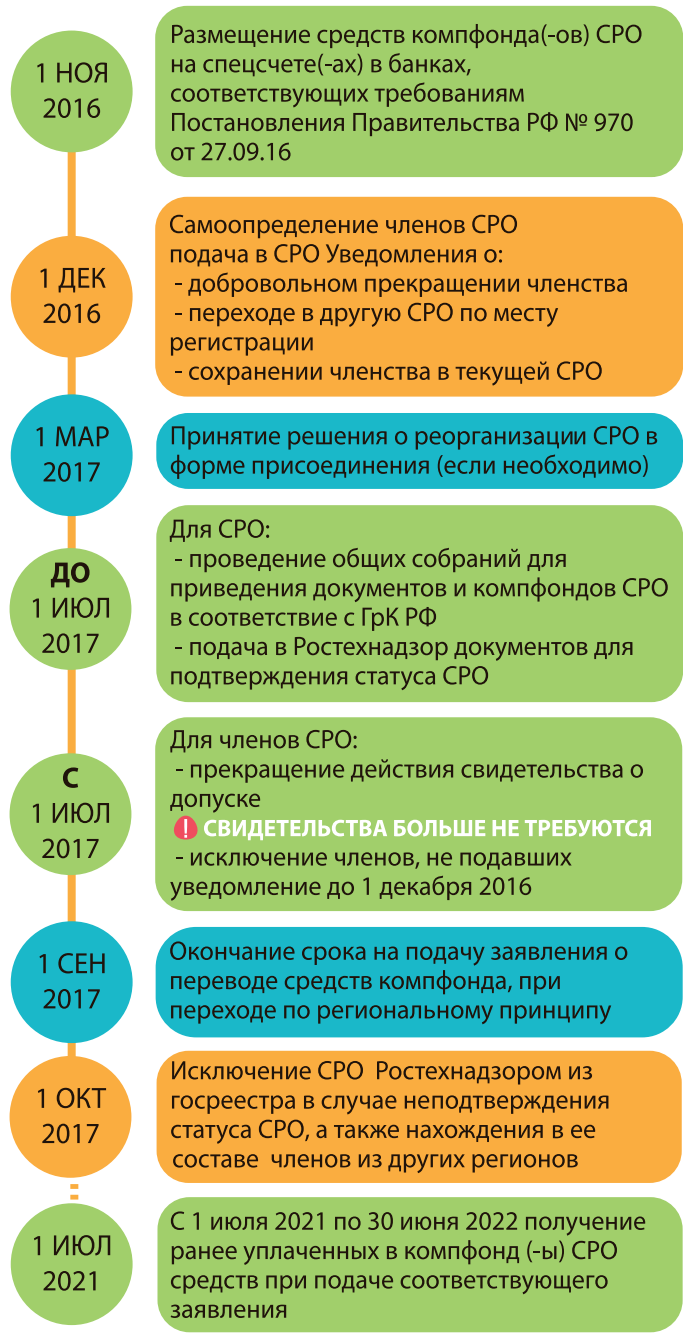 1 НОЯ
2016
Размещение средств компфонда(-ов) СРО
на спецсчете(-ах) в банках,
соответствующих требованиям
Постановления Правительства РФ № 970
от 27.09.16
1 ДЕК
2016
Самоопределение членов СРО
подача в СРО Уведомления о:
- добровольном прекращении членства
- переходе в другую СРО по месту
регистрации
- сохранении членства в текущей СРО
1 МАР
2017
Принятие решения о реорганизации СРО в
форме присоединения (если необходимо)
ДО
1 ИЮЛ
2017
Для СРО:
- проведение общих собраний для
приведения документов и компфондов СРО
в соответствие с ГрК РФ
- подача в Ростехнадзор документов для
подтверждения статуса СРО
С
1 ИЮЛ
2017
Для членов СРО:
- прекращение действия свидетельства о
допуске
! СВИДЕТЕЛЬСТВА БОЛЬШЕ НЕ ТРЕБУЮТСЯ
- исключение членов, не подавших
уведомление до 1 декабря 2016
1 СЕН
2017
Окончание срока на подачу заявления о
переводе средств компфонда, при
переходе по региональному принципу
1 ОКТ
2017
Исключение СРО Ростехнадзором из
госреестра в случае неподтверждения
статуса СРО, а также нахождения в ее
составе членов из других регионов
1 ИЮЛ
2021
С 1 июля 2021 по 30 июня 2022 получение
ранее уплаченных в компфонд (-ы) СРО
средств при подаче соответствующего
заявления